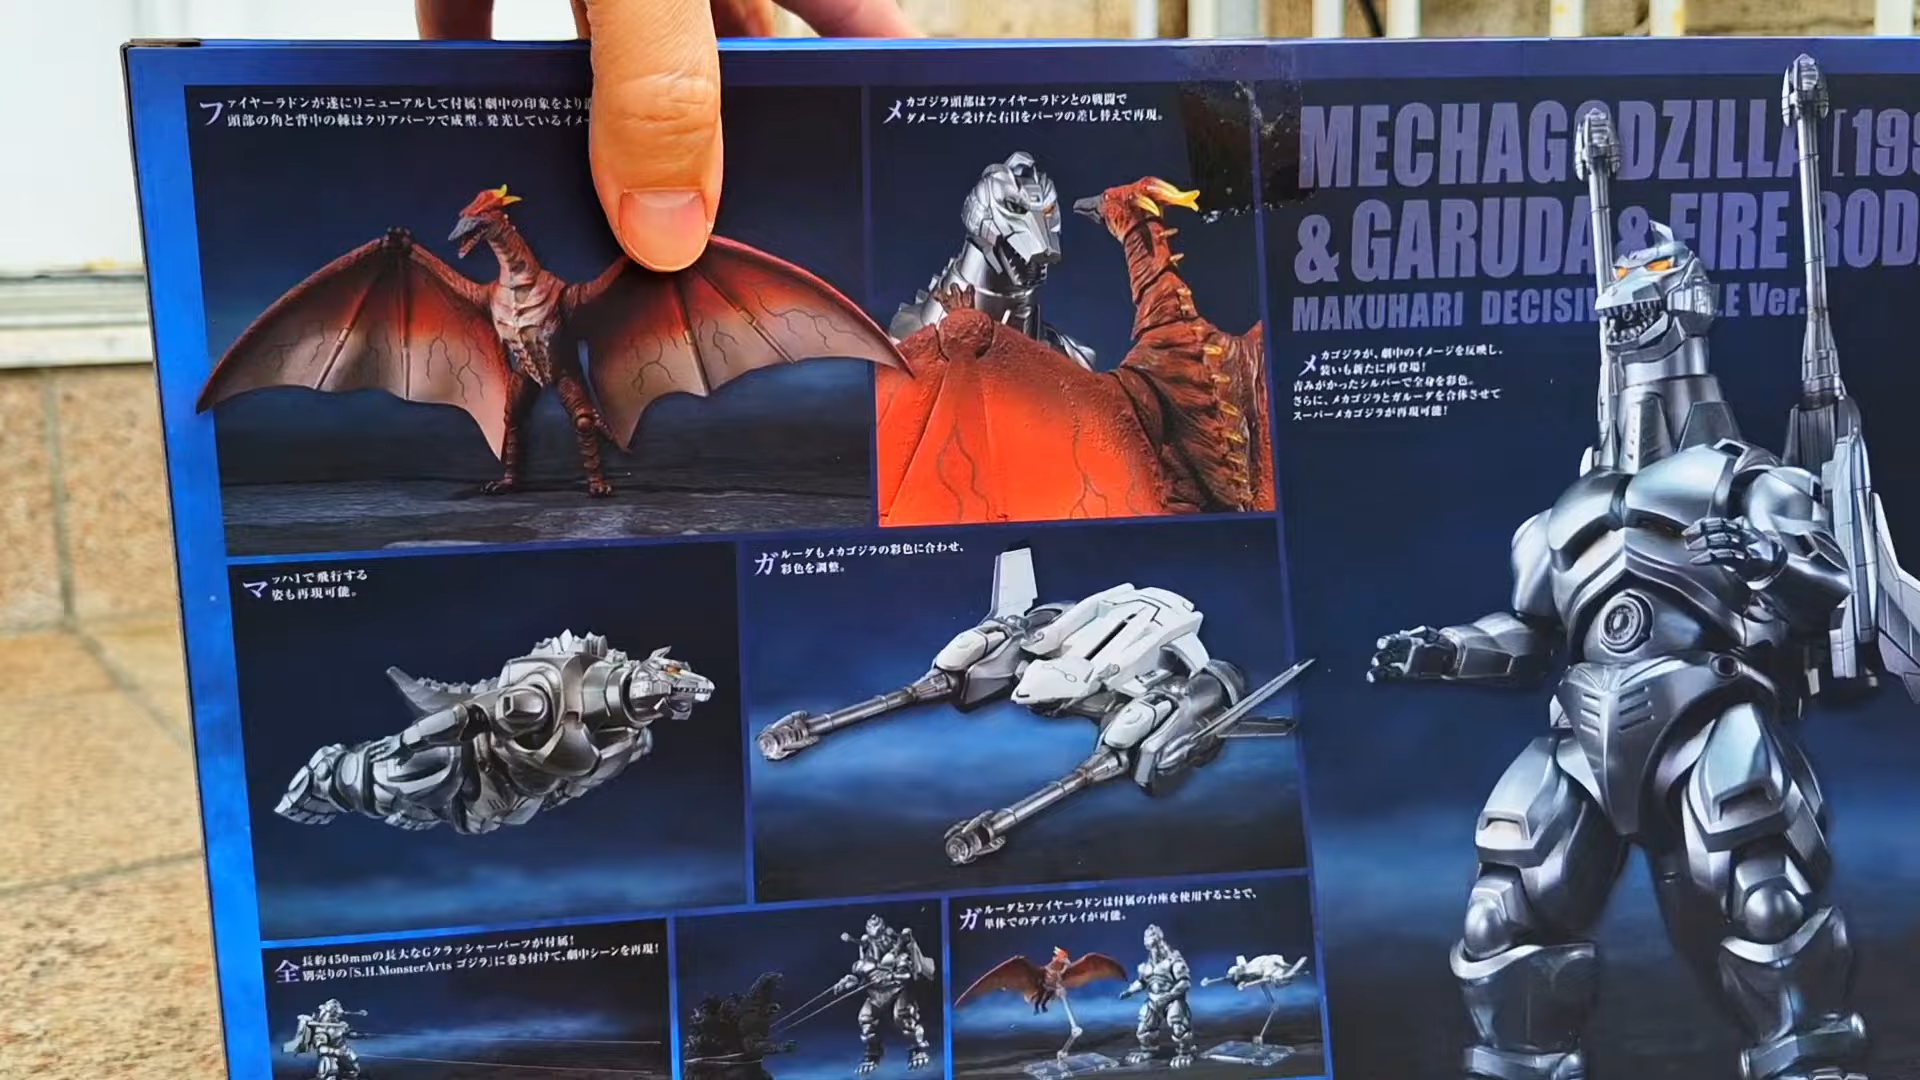 ファイヤーラドンが遂にリニューアルして付属!劇中の印象をより
頭部の角と背中の棘はクリアパーツで成型。発光しているイメ
メカゴジラ頭部はファイヤーラドンとの戦闘で
ダメージを受けた右目をパーツの差し替えで再現。
MECHAGODZILLA [199
& GARUDA & FIRE ROD
MAKUHARI DECISIV LE Ver.
メカゴジラが、劇中のイメージを反映し、
装いも新たに再登場!
青みがかったシルバーで全身を彩色。
さらに、メカゴジラとガルーダを合体させて
スーパーメカゴジラが再現可能!
マッハ1で飛行する
姿も再現可能。
ガルーダもメカゴジラの彩色に合わせ、
彩色を調整。
全長約450mmの長大なGクラッシャーパーツが付属!
別売りの「S.H.MonsterArts ゴジラ」に巻き付けて、劇中シーンを再現!
ガルーダとファイヤーラドンは付属の台座を使用することで、
単体でのディスプレイが可能。